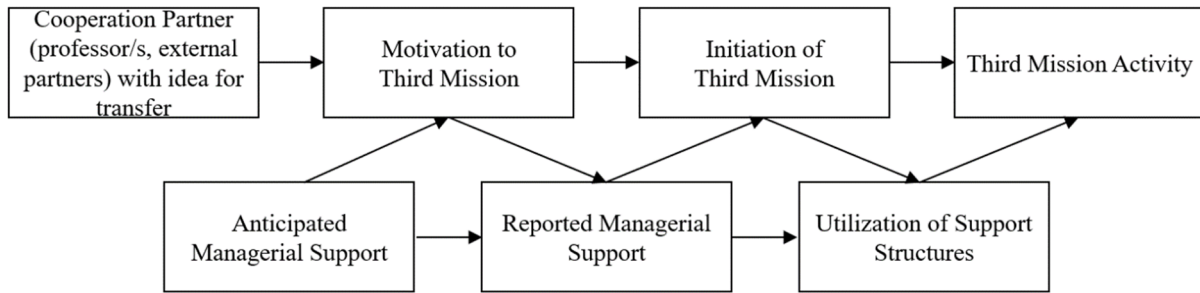 Cooperation Partner
(professor/s, external
partners) with idea for
transfer
Motivation to
Third Mission
Initiation of
Third Mission
Third Mission Activity
Anticipated
Managerial Support
Reported Managerial
Support
Utilization of Support
Structures